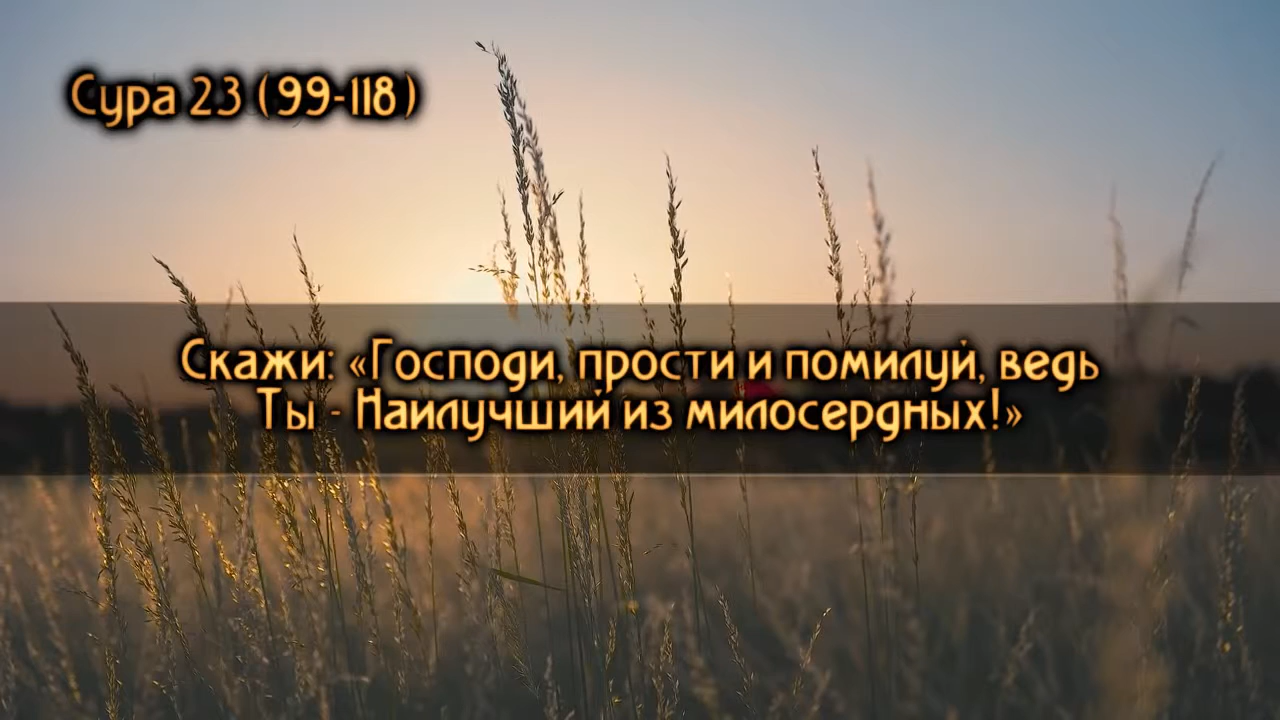 Сура 23 (99-118)
Скажи: «Господи, прости и помилуй, ведь
Ты - Наилучший из милосердных!»